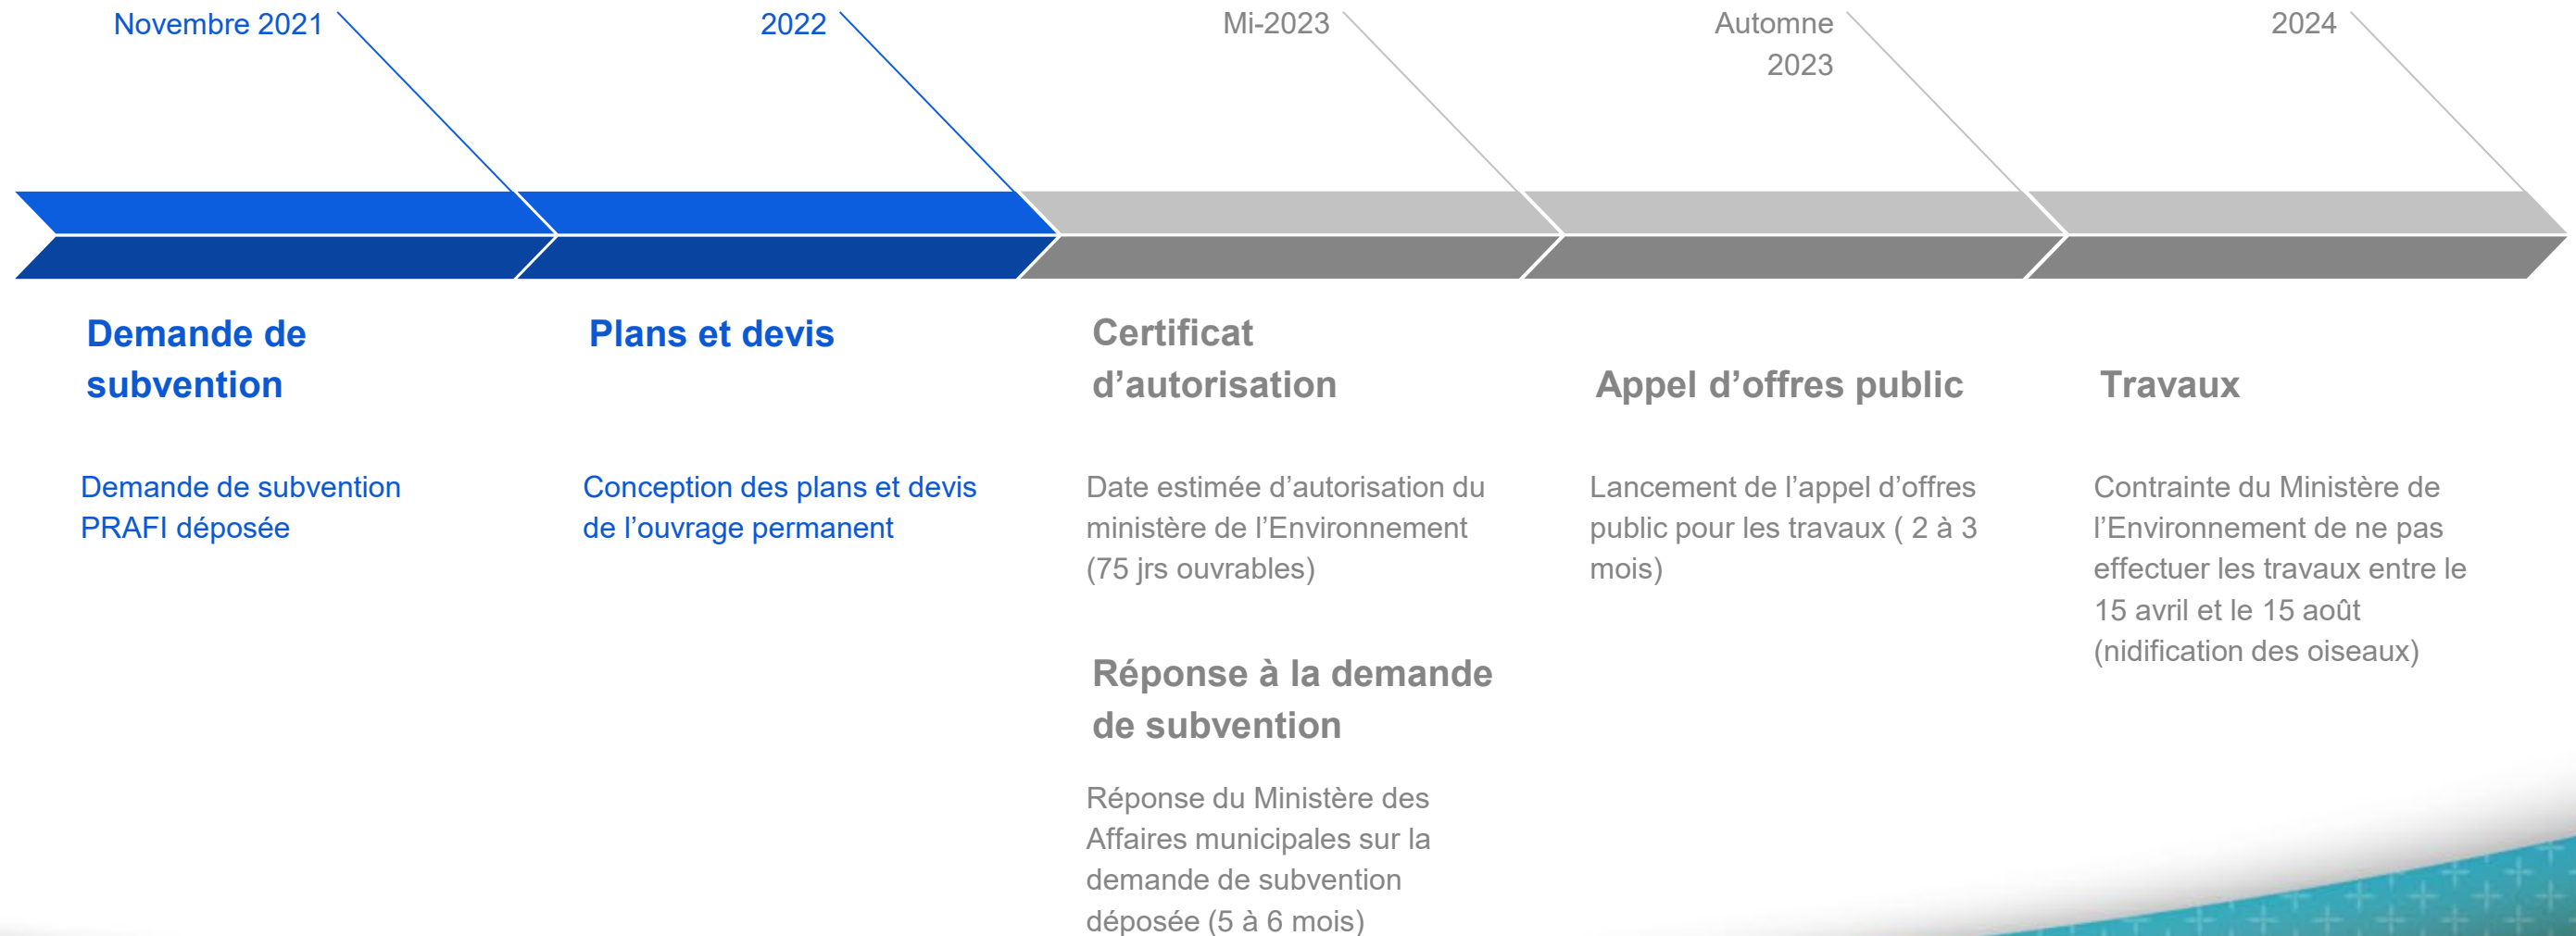 Novembre 2021
2022
Mi-2023
Automne
2023
2024
Demande de
subvention
Demande de subvention
PRAFI déposée
Plans et devis
Conception des plans et devis
de l’ouvrage permanent
Certificat
d’autorisation
Date estimée d’autorisation du
ministère de l’Environnement
(75 jrs ouvrables)
Réponse à la demande
de subvention
Réponse du Ministère des
Affaires municipales sur la
demande de subvention
déposée (5 à 6 mois)
Appel d’offres public
Lancement de l’appel d’offres
public pour les travaux ( 2 à 3
mois)
Travaux
Contrainte du Ministère de
l’Environnement de ne pas
effectuer les travaux entre le
15 avril et le 15 août
(nidification des oiseaux)